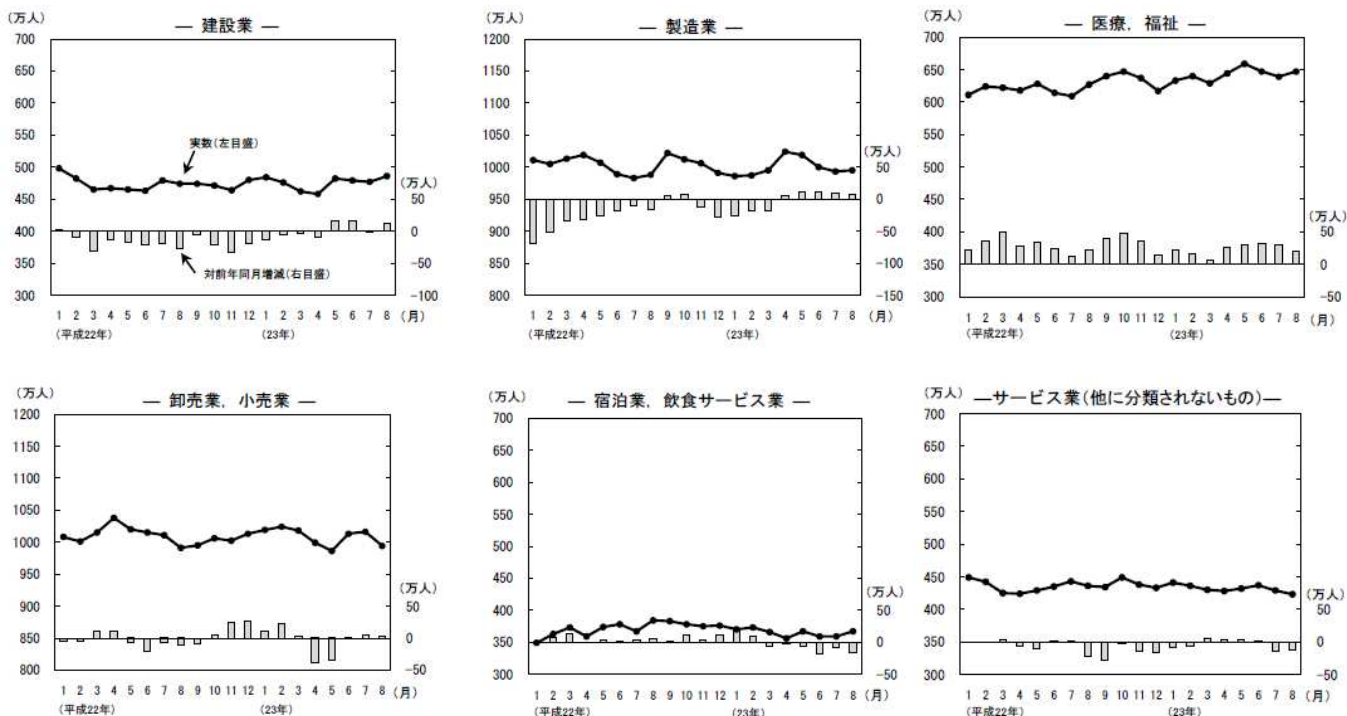 (万人)
― 建設業 ―
700
650
600
550
500
450
400
350
300
実数(左目盛)
(万人)
50
0
-50
-100
対前年同月増減(右目盛)
1 2 3 4 5 6 7 8 9 10 11 12 1 2 3 4 5 6 7 8 (月)
(平成22年) (23年)
(万人)
― 製造業 ―
1200
1150
1100
1050
1000
950
900
850
800
(万人)
50
0
-50
-100
-150
1 2 3 4 5 6 7 8 9 10 11 12 1 2 3 4 5 6 7 8 (月)
(平成22年) (23年)
(万人)
― 医療，福祉 ―
700
650
600
550
500
450
400
350
300
(万人)
50
0
-50
1 2 3 4 5 6 7 8 9 10 11 12 1 2 3 4 5 6 7 8 (月)
(平成22年) (23年)
(万人)
― 卸売業，小売業 ―
1200
1150
1100
1050
1000
950
900
850
800
(万人)
50
0
-50
1 2 3 4 5 6 7 8 9 10 11 12 1 2 3 4 5 6 7 8 (月)
(平成22年) (23年)
(万人)
― 宿泊業，飲食サービス業 ―
700
650
600
550
500
450
400
350
300
(万人)
50
0
-50
1 2 3 4 5 6 7 8 9 10 11 12 1 2 3 4 5 6 7 8 (月)
(平成22年) (23年)
(万人)
―サービス業(他に分類されないもの)―
700
650
600
550
500
450
400
350
300
(万人)
50
0
-50
1 2 3 4 5 6 7 8 9 10 11 12 1 2 3 4 5 6 7 8 (月)
(平成22年) (23年)